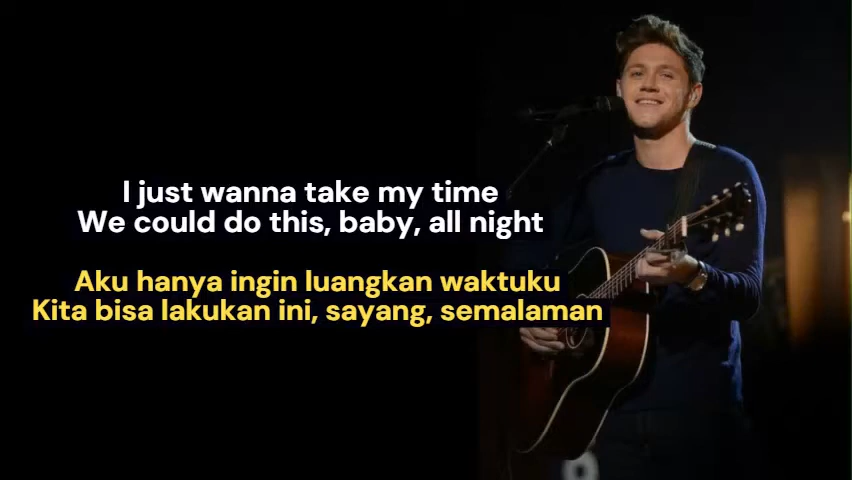 I just wanna take my time
We could do this, baby, all night
Aku hanya ingin luangkan waktuku
Kita bisa lakukan ini, sayang, semalaman